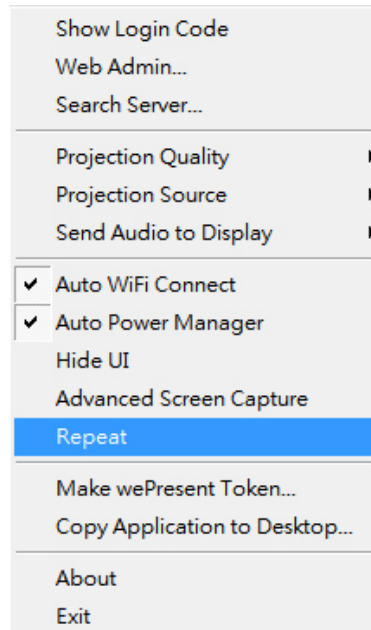 Show Login Code
Web Admin...
Search Server...
Projection Quality
Projection Source
Send Audio to Display
Auto WiFi Connect
Auto Power Manager
Hide UI
Advanced Screen Capture
Repeat
Make wePresent Token...
Copy Application to Desktop...
About
Exit